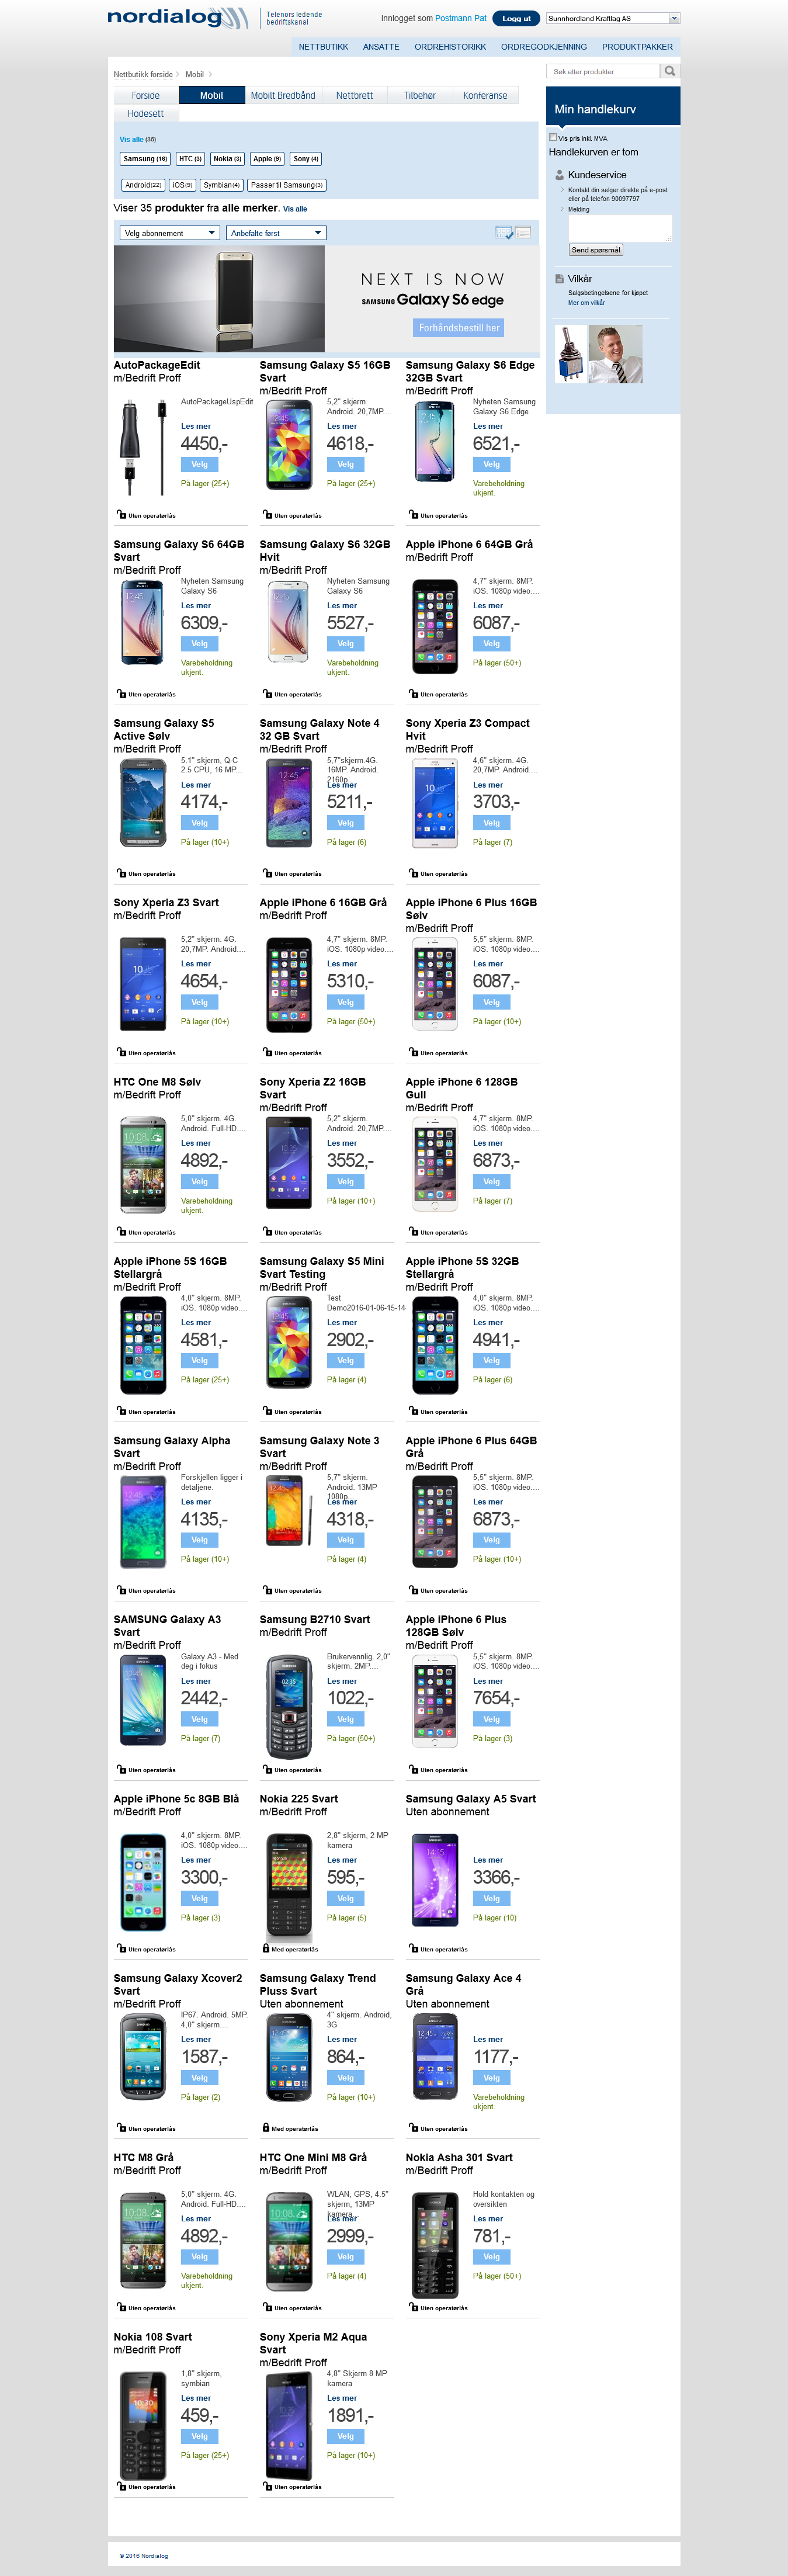 nordialog
Telenors ledende
bedriftskanal
Innlogget som Postmann Pat
Logg ut
Sunnhordland Kraftlag AS
NETTBUTIKK ANSATTE ORDREHISTORIKK ORDREGODKJENNING PRODUKTPAKKER
Nettbutikk forside > Mobil >
Søk etter produkter
Forside Mobil Mobilt Bredbånd Nettbrett Tilbehør Konferanse
Hodesett
Vis alle (35)
Samsung (16) HTC (3) Nokia (3) Apple (9) Sony (4)
Android(22) iOS(9) Symbian(4) Passer til Samsung(3)
Viser 35 produkter fra alle merker. Vis alle
Velg abonnement Anbefalte først
NEXT IS NOW
SAMSUNG Galaxy S6 edge
Forhåndsbestill her
Min handlekurv
Vis pris inkl. MVA
Handlekurven er tom
Kundeservice
Kontakt din selger direkte på e-post
eller på telefon 90097797
Melding
Send spørsmål
Vilkår
Salgsbetingelsene for kjøpet
Mer om vilkår
AutoPackageEdit
m/Bedrift Proff
AutoPackageUspEdit
Les mer
4450,-
Velg
På lager (25+)
Uten operatørlås
Samsung Galaxy S5 16GB
Svart
m/Bedrift Proff
5,2" skjerm.
Android. 20,7MP....
Les mer
4618,-
Velg
På lager (25+)
Uten operatørlås
Samsung Galaxy S6 Edge
32GB Svart
m/Bedrift Proff
Nyheten Samsung
Galaxy S6 Edge
Les mer
6521,-
Velg
Varebeholdning
ukjent.
Uten operatørlås
Samsung Galaxy S6 64GB
Svart
m/Bedrift Proff
Nyheten Samsung
Galaxy S6
Les mer
6309,-
Velg
Varebeholdning
ukjent.
Uten operatørlås
Samsung Galaxy S6 32GB
Hvit
m/Bedrift Proff
Nyheten Samsung
Galaxy S6
Les mer
5527,-
Velg
Varebeholdning
ukjent.
Uten operatørlås
Apple iPhone 6 64GB Grå
m/Bedrift Proff
4,7" skjerm. 8MP.
iOS. 1080p video....
Les mer
6087,-
Velg
På lager (50+)
Uten operatørlås
Samsung Galaxy S5
Active Sølv
m/Bedrift Proff
5.1" skjerm, Q-C
2.5 CPU, 16 MP...
Les mer
4174,-
Velg
På lager (10+)
Uten operatørlås
Samsung Galaxy Note 4
32 GB Svart
m/Bedrift Proff
5,7"skjerm.4G.
16MP. Android.
2160p...
Les mer
5211,-
Velg
På lager (6)
Uten operatørlås
Sony Xperia Z3 Compact
Hvit
m/Bedrift Proff
4,6" skjerm. 4G.
20,7MP. Android....
Les mer
3703,-
Velg
På lager (7)
Uten operatørlås
Sony Xperia Z3 Svart
m/Bedrift Proff
5,2" skjerm. 4G.
20,7MP. Android....
Les mer
4654,-
Velg
På lager (10+)
Uten operatørlås
Apple iPhone 6 16GB Grå
m/Bedrift Proff
4,7" skjerm. 8MP.
iOS. 1080p video....
Les mer
5310,-
Velg
På lager (50+)
Uten operatørlås
Apple iPhone 6 Plus 16GB
Sølv
m/Bedrift Proff
5,5" skjerm. 8MP.
iOS. 1080p video....
Les mer
6087,-
Velg
På lager (10+)
Uten operatørlås
HTC One M8 Sølv
m/Bedrift Proff
5,0" skjerm. 4G.
Android. Full-HD....
Les mer
4892,-
Velg
Varebeholdning
ukjent.
Uten operatørlås
Sony Xperia Z2 16GB
Svart
m/Bedrift Proff
5,2" skjerm.
Android. 20,7MP....
Les mer
3552,-
Velg
På lager (10+)
Uten operatørlås
Apple iPhone 6 128GB
Gull
m/Bedrift Proff
4,7" skjerm. 8MP.
iOS. 1080p video....
Les mer
6873,-
Velg
På lager (7)
Uten operatørlås
Apple iPhone 5S 16GB
Stellargrå
m/Bedrift Proff
4,0" skjerm. 8MP.
iOS. 1080p video....
Les mer
4581,-
Velg
På lager (25+)
Uten operatørlås
Samsung Galaxy S5 Mini
Svart Testing
m/Bedrift Proff
Test
Demo2016-01-06-15-14
Les mer
2902,-
Velg
På lager (4)
Uten operatørlås
Apple iPhone 5S 32GB
Stellargrå
m/Bedrift Proff
4,0" skjerm. 8MP.
iOS. 1080p video....
Les mer
4941,-
Velg
På lager (6)
Uten operatørlås
Samsung Galaxy Alpha
Svart
m/Bedrift Proff
Forskjellen ligger i
detaljene.
Les mer
4135,-
Velg
På lager (10+)
Uten operatørlås
Samsung Galaxy Note 3
Svart
m/Bedrift Proff
5,7" skjerm.
Android. 13MP
1080p...
Les mer
4318,-
Velg
På lager (4)
Uten operatørlås
Apple iPhone 6 Plus 64GB
Grå
m/Bedrift Proff
5,5" skjerm. 8MP.
iOS. 1080p video....
Les mer
6873,-
Velg
På lager (10+)
Uten operatørlås
SAMSUNG Galaxy A3
Svart
m/Bedrift Proff
Galaxy A3 - Med
deg i fokus
Les mer
2442,-
Velg
På lager (7)
Uten operatørlås
Samsung B2710 Svart
m/Bedrift Proff
Brukervennlig. 2,0"
skjerm. 2MP....
Les mer
1022,-
Velg
På lager (50+)
Uten operatørlås
Apple iPhone 6 Plus
128GB Sølv
m/Bedrift Proff
5,5" skjerm. 8MP.
iOS. 1080p video....
Les mer
7654,-
Velg
På lager (3)
Uten operatørlås
Apple iPhone 5c 8GB Blå
m/Bedrift Proff
4,0" skjerm. 8MP.
iOS. 1080p video....
Les mer
3300,-
Velg
På lager (3)
Uten operatørlås
Nokia 225 Svart
m/Bedrift Proff
2,8" skjerm, 2 MP
kamera
Les mer
595,-
Velg
På lager (5)
Med operatørlås
Samsung Galaxy A5 Svart
Uten abonnement
Les mer
3366,-
Velg
På lager (10)
Uten operatørlås
Samsung Galaxy Xcover2
Svart
m/Bedrift Proff
IP67. Android. 5MP.
4,0" skjerm....
Les mer
1587,-
Velg
På lager (2)
Uten operatørlås
Samsung Galaxy Trend
Pluss Svart
Uten abonnement
4" skjerm. Android,
3G
Les mer
864,-
Velg
På lager (10+)
Med operatørlås
Samsung Galaxy Ace 4
Grå
Uten abonnement
Les mer
1177,-
Velg
Varebeholdning
ukjent.
Uten operatørlås
HTC M8 Grå
m/Bedrift Proff
5,0" skjerm. 4G.
Android. Full-HD....
Les mer
4892,-
Velg
Varebeholdning
ukjent.
Uten operatørlås
HTC One Mini M8 Grå
m/Bedrift Proff
WLAN, GPS, 4.5"
skjerm, 13MP
kamera...
Les mer
2999,-
Velg
På lager (4)
Uten operatørlås
Nokia Asha 301 Svart
m/Bedrift Proff
Hold kontakten og
oversikten
Les mer
781,-
Velg
På lager (50+)
Uten operatørlås
Nokia 108 Svart
m/Bedrift Proff
1,8" skjerm,
symbian
Les mer
459,-
Velg
På lager (25+)
Uten operatørlås
Sony Xperia M2 Aqua
Svart
m/Bedrift Proff
4,8" Skjerm 8 MP
kamera
Les mer
1891,-
Velg
På lager (10+)
Uten operatørlås
© 2016 Nordialog